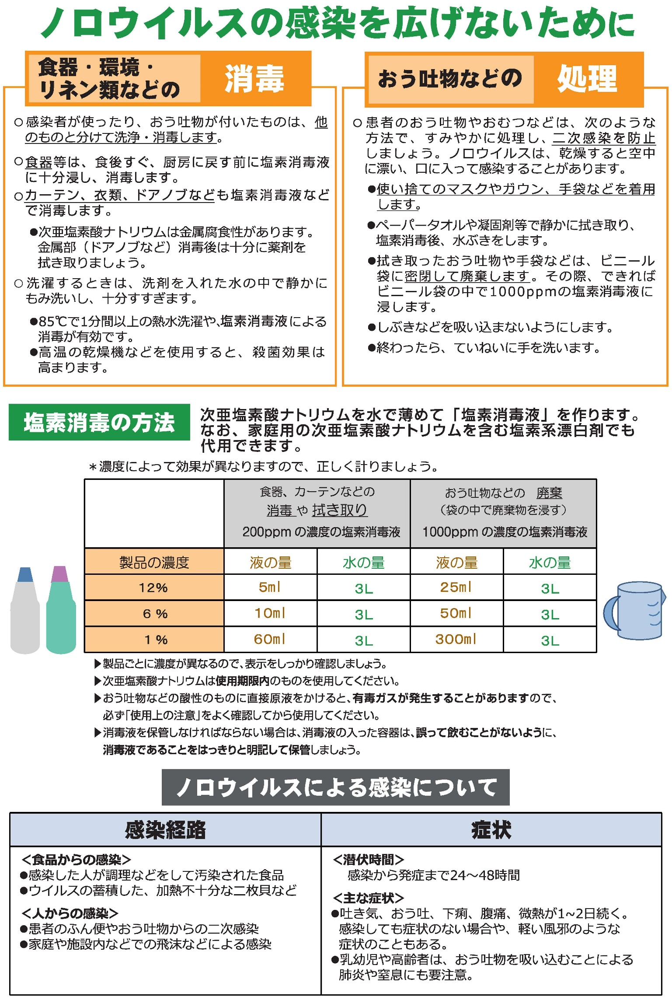 ノロウイルスの感染を広げないために
食器・環境・
リネン類などの
消毒
○感染者が使ったり、おう吐物が付いたものは、他
のものと分けて洗浄・消毒します。
○食器等は、食後すぐ、厨房に戻す前に塩素消毒液
に十分浸し、消毒します。
○カーテン、衣類、ドアノブなども塩素消毒液など
で消毒します。
●次亜塩素酸ナトリウムは金属腐食性があります。
金属部（ドアノブなど）消毒後は十分に薬剤を
拭き取りましょう。
○洗濯するときは、洗剤を入れた水の中で静かに
もみ洗いし、十分すすぎます。
●85℃で1分間以上の熱水洗濯や、塩素消毒液による
消毒が有効です。
●高温の乾燥機などを使用すると、殺菌効果は
高まります。
おう吐物などの
処理
○患者のおう吐物やおむつなどは、次のような
方法で、すみやかに処理し、二次感染を防止
しましょう。ノロウイルスは、乾燥すると空中
に漂い、口に入って感染することがあります。
●使い捨てのマスクやガウン、手袋などを着用
します。
●ペーパータオルや凝固剤等で静かに拭き取り、
塩素消毒後、水ぶきをします。
●拭き取ったおう吐物や手袋などは、ビニール
袋に密閉して廃棄します。その際、できれば
ビニール袋の中で1000ppmの塩素消毒液に
浸します。
●しぶきなどを吸い込まないようにします。
●終わったら、ていねいに手を洗います。
塩素消毒の方法
次亜塩素酸ナトリウムを水で薄めて「塩素消毒液」を作ります。
なお、家庭用の次亜塩素酸ナトリウムを含む塩素系漂白剤でも
代用できます。
＊濃度によって効果が異なりますので、正しく計りましょう。
食器、カーテンなどの
消毒や拭き取り
200ppmの濃度の塩素消毒液
おう吐物などの 廃棄
（袋の中で廃棄物を浸す）
1000ppmの濃度の塩素消毒液
製品の濃度 液の量 水の量 液の量 水の量
12% 5ml 3L 25ml 3L
6% 10ml 3L 50ml 3L
1% 60ml 3L 300ml 3L
▶製品ごとに濃度が異なるので、表示をしっかり確認しましょう。
▶次亜塩素酸ナトリウムは使用期限内のものを使用してください。
▶おう吐物などの酸性のものに直接原液をかけると、有毒ガスが発生することがありますので、
必ず「使用上の注意」をよく確認してから使用してください。
▶消毒液を保管しなければならない場合は、消毒液の入った容器は、誤って飲むことがないように、
消毒液であることをはっきりと明記して保管しましょう。
ノロウイルスによる感染について
感染経路
＜食品からの感染＞
●感染した人が調理などをして汚染された食品
●ウイルスの蓄積した、加熱不十分な二枚貝など
＜人からの感染＞
●患者のふん便やおう吐物からの二次感染
●家庭や施設内などでの飛沫などによる感染
症状
＜潜伏時間＞
感染から発症まで24～48時間
＜主な症状＞
●吐き気、おう吐、下痢、腹痛、微熱が1~2日続く。
感染しても症状のない場合や、軽い風邪のような
症状のこともある。
●乳幼児や高齢者は、おう吐物を吸い込むことによる
肺炎や窒息にも要注意。